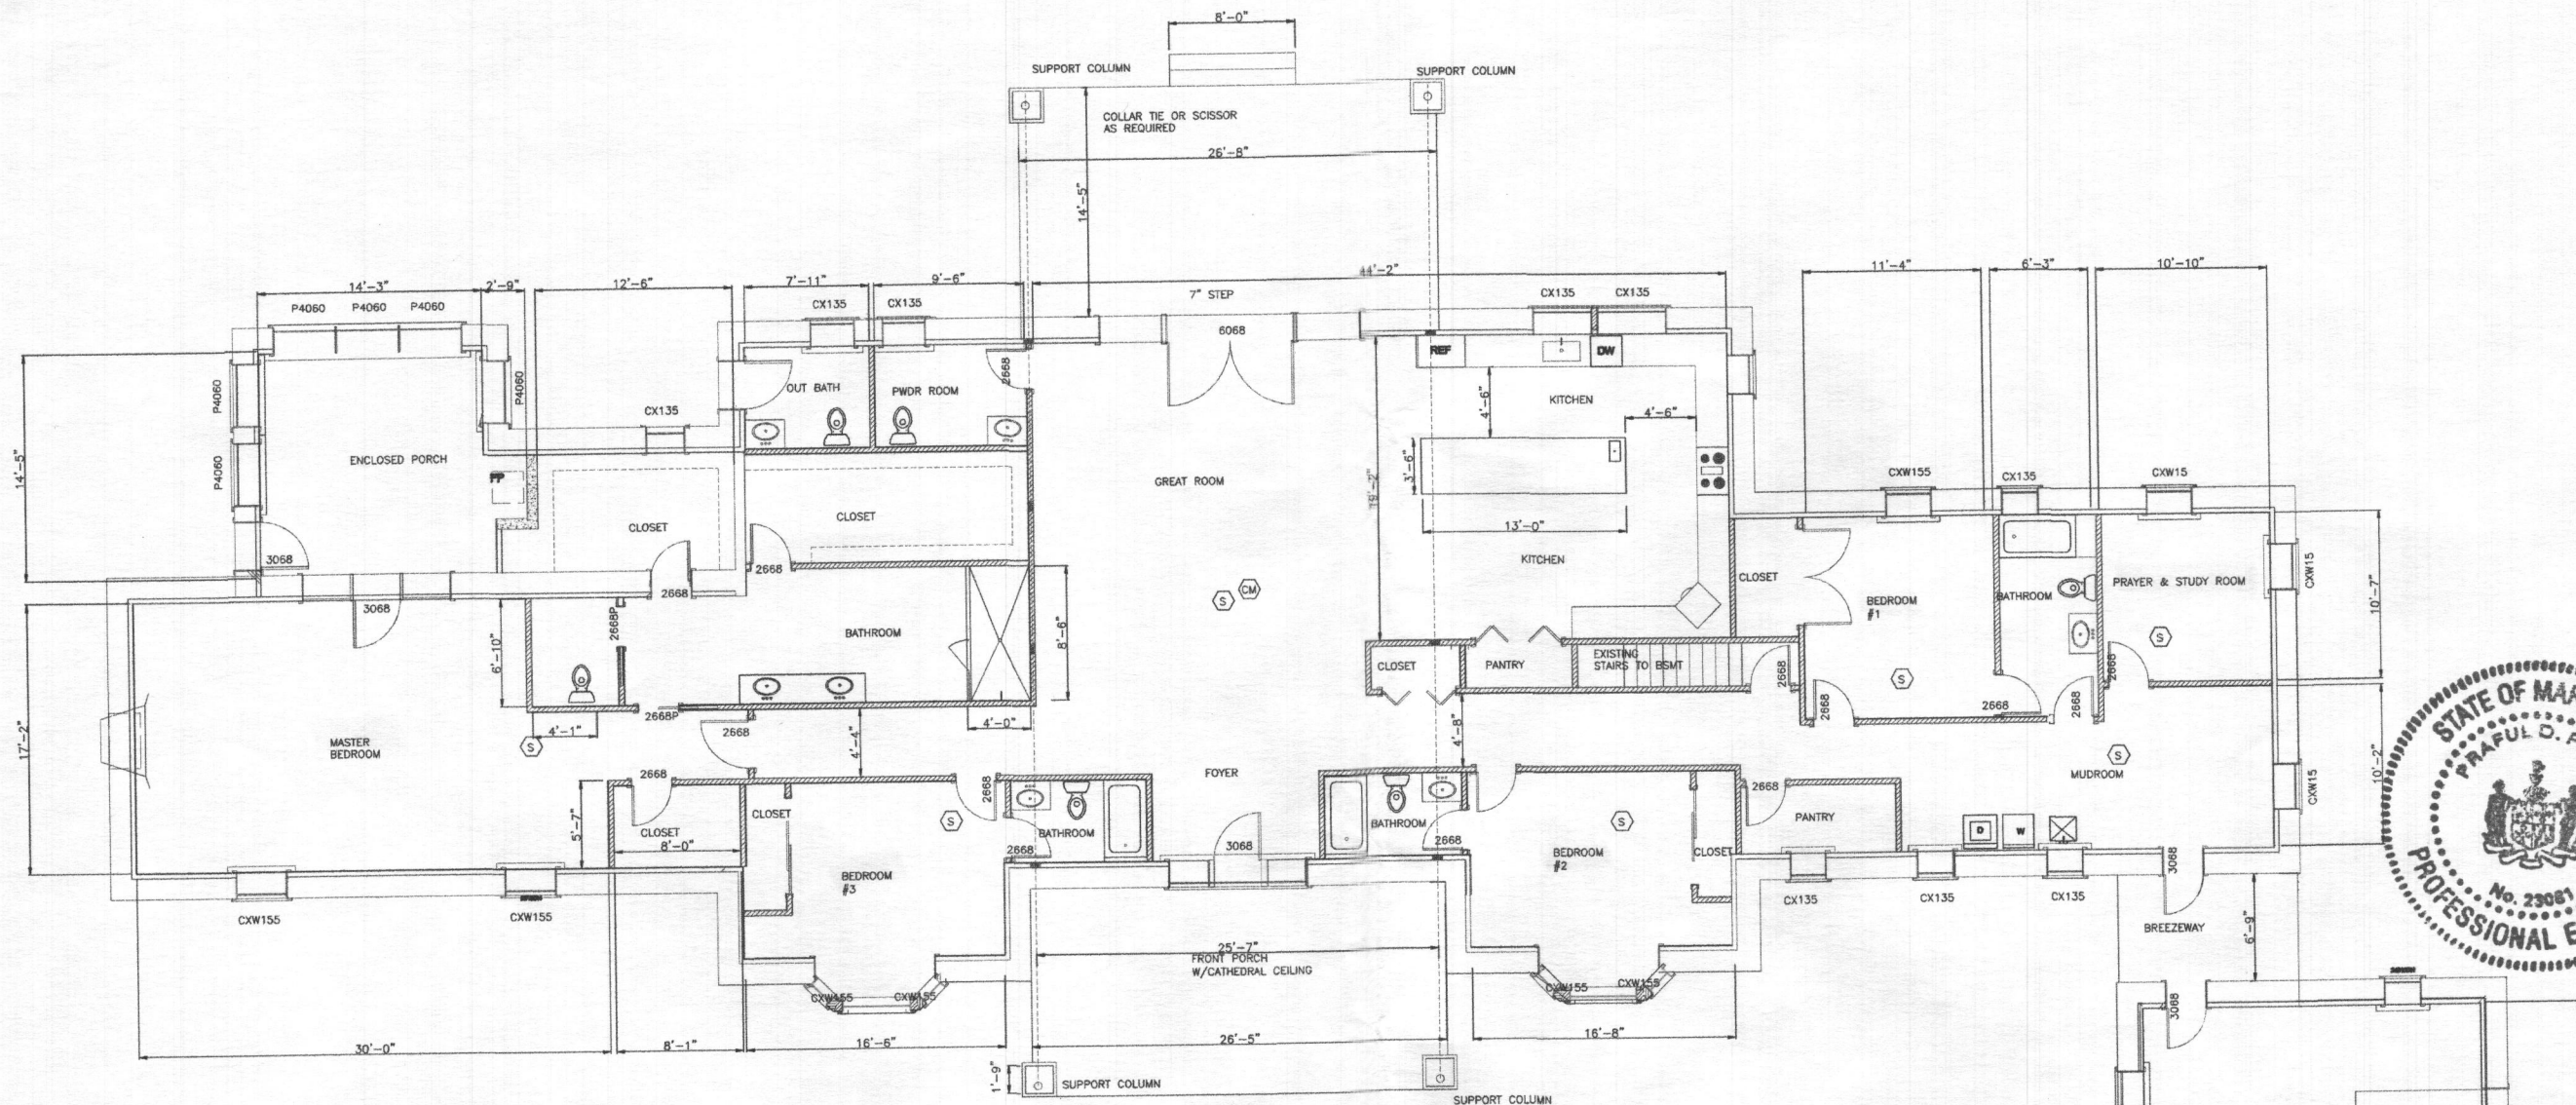 8'-0"
SUPPORT COLUMN
SUPPORT COLUMN
COLLAR TIE OR SCISSOR
AS REQUIRED
26'-8"
14'-5"
44'-2"
7" STEP
14'-3"
2'-9"
12'-6"
7'-11"
9'-6"
11'-4"
6'-3"
10'-10"
P4060
P4060
P4060
CX135
CX135
CX135
CX135
6068
P4060
P4060
P4060
CX135
OUT BATH
PWDR ROOM
2668
REF
DW
KITCHEN
4'-6"
4'-6"
3'-6"
13'-0"
KITCHEN
14'-5"
ENCLOSED PORCH
FP
CLOSET
CLOSET
GREAT ROOM
CXW155
CX135
CXW15
3068
3068
2668
2668
2668P
6'-10"
BATHROOM
8'-6"
S
CM
CLOSET
BEDROOM
#1
BATHROOM
PRAYER & STUDY ROOM
CXW15
10'-7"
S
S
CLOSET
PANTRY
EXISTING
STAIRS TO BSMT
2668
2668
2668
2668
2668
17'-2"
MASTER
BEDROOM
S
4'-1"
2668P
2668
4'-4"
4'-0"
4'-8"
FOYER
S
MUDROOM
10'-2"
CXW15
2668
5'-7"
CLOSET
8'-0"
CLOSET
S
2668
BATHROOM
2668
BEDROOM
#3
3068
BATHROOM
2668
S
BEDROOM
#2
CLOSET
2668
PANTRY
D
W
3068
CXW155
CXW155
CX135
CX135
CX135
BREEZEWAY
6'-9"
25'-7"
FRONT PORCH
W/CATHEDRAL CEILING
CXW155
CXW155
CXW155
CXW155
3068
30'-0"
8'-1"
16'-6"
26'-5"
16'-8"
1'-9"
SUPPORT COLUMN
SUPPORT COLUMN
STATE OF
PRAFUL D.
No. 23081
PROFESSIONAL